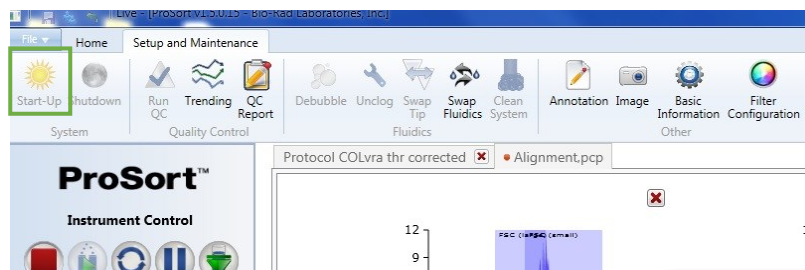 Live - [ProSort v1.5.0.15 - Bio-Rad Laboratories, Inc.]
File Home Setup and Maintenance
Start-Up Shutdown Run QC Trending QC Report Debubble Unclog Swap Tip Swap Fluidics Clean System Annotation Image Basic Information Filter Configuration
System Quality Control Fluidics Other
Protocol COLvra thr corrected Alignment.pcp
ProSort™
Instrument Control
12
FSC (small)
9